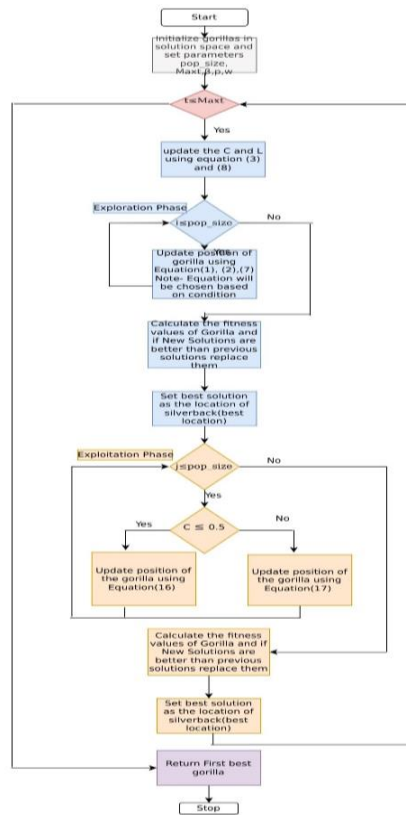 Start
Initialize gorillas in
solution space and
set parameters
pop_size,
Maxt,β,p,w
t≤Maxt
Yes
update the C and L
using equation (3)
and (8)
Exploration Phase
i≤pop_size
No
Yes
Update position of
gorilla using
Equation(1), (2),(7)
Note- Equation will
be chosen based
on condition
Calculate the fitness
values of Gorilla and
if New Solutions are
better than previous
solutions replace
them
Set best solution
as the location of
silverback(best
location)
Exploitation Phase
j≤pop_size
No
Yes
C ≤ 0.5
Yes
No
Update position of
the gorilla using
Equation(16)
Update position of
the gorilla using
Equation(17)
Calculate the fitness
values of Gorilla and if
New Solutions are
better than previous
solutions replace them
Set best solution
as the location of
silverback(best
location)
Return First best
gorilla
Stop